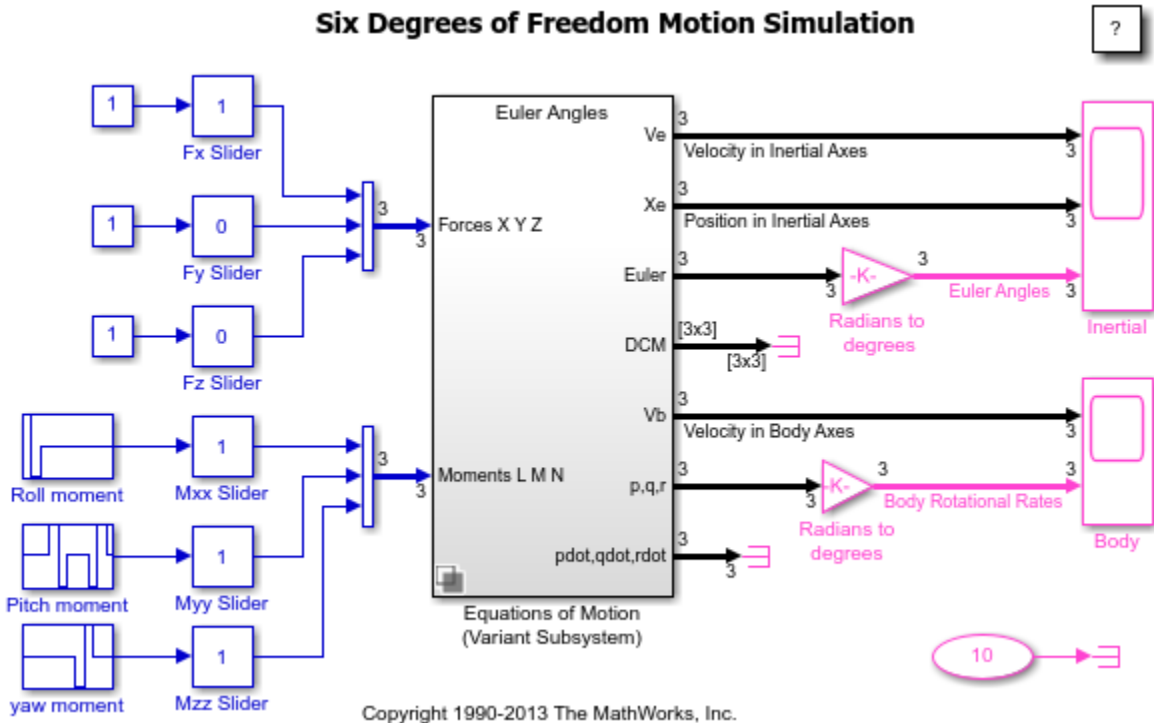 Six Degrees of Freedom Motion Simulation
?
1
1
Fx Slider
1
0
Fy Slider
1
0
Fz Slider
3
3
Roll moment
1
Mxx Slider
Pitch moment
1
Myy Slider
yaw moment
1
Mzz Slider
3
3
Euler Angles
Forces X Y Z
Moments L M N
Ve
Xe
Euler
DCM
Vb
p,q,r
pdot,qdot,rdot
Equations of Motion
(Variant Subsystem)
3
Velocity in Inertial Axes
3
3
Position in Inertial Axes
3
3
3
-K-
Radians to
degrees
3
Euler Angles
3
Inertial
[3x3]
[3x3]
3
Velocity in Body Axes
3
3
3
-K-
Radians to
degrees
3
Body Rotational Rates
3
Body
3
3
10
Copyright 1990-2013 The MathWorks, Inc.